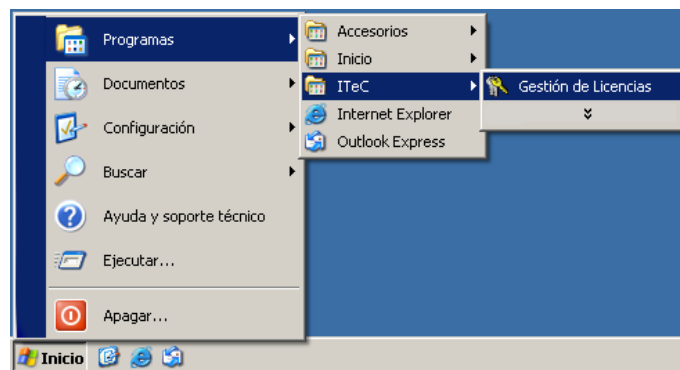 Programas
Documentos
Configuración
Buscar
Ayuda y soporte técnico
Ejecutar...
Apagar...
Accesorios
Inicio
ITeC
Internet Explorer
Outlook Express
Gestión de Licencias
Inicio